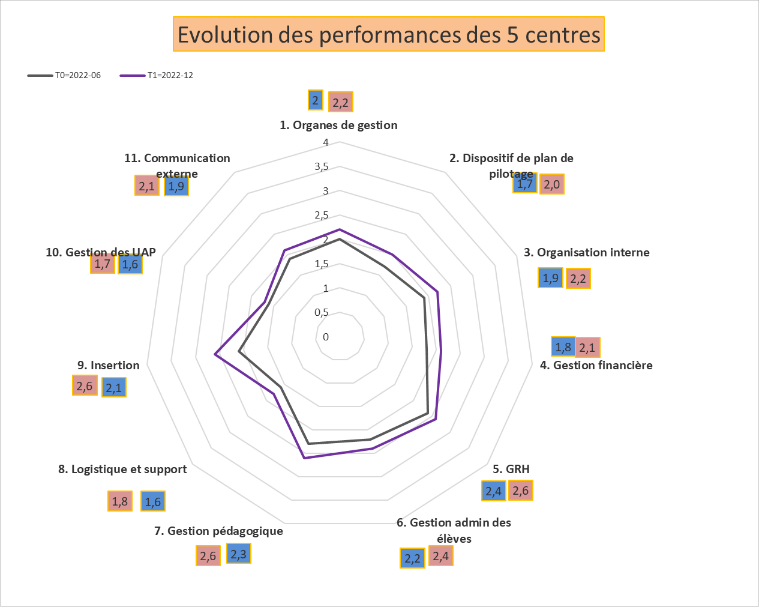 Evolution des performances des 5 centres
T0=2022-06 T1=2022-12
2 2,2
1. Organes de gestion
11. Communication
externe
2,1 1,9
2. Dispositif de plan de
pilotage
1,7 2,0
10. Gestion des UAP
1,7 1,6
3. Organisation interne
1,9 2,2
9. Insertion
2,6 2,1
1,8 2,1
4. Gestion financière
8. Logistique et support
1,8 1,6
5. GRH
2,4 2,6
7. Gestion pédagogique
2,6 2,3
6. Gestion admin des
élèves
2,2 2,4
4
3,5
3
2,5
2
1,5
1
0,5
0